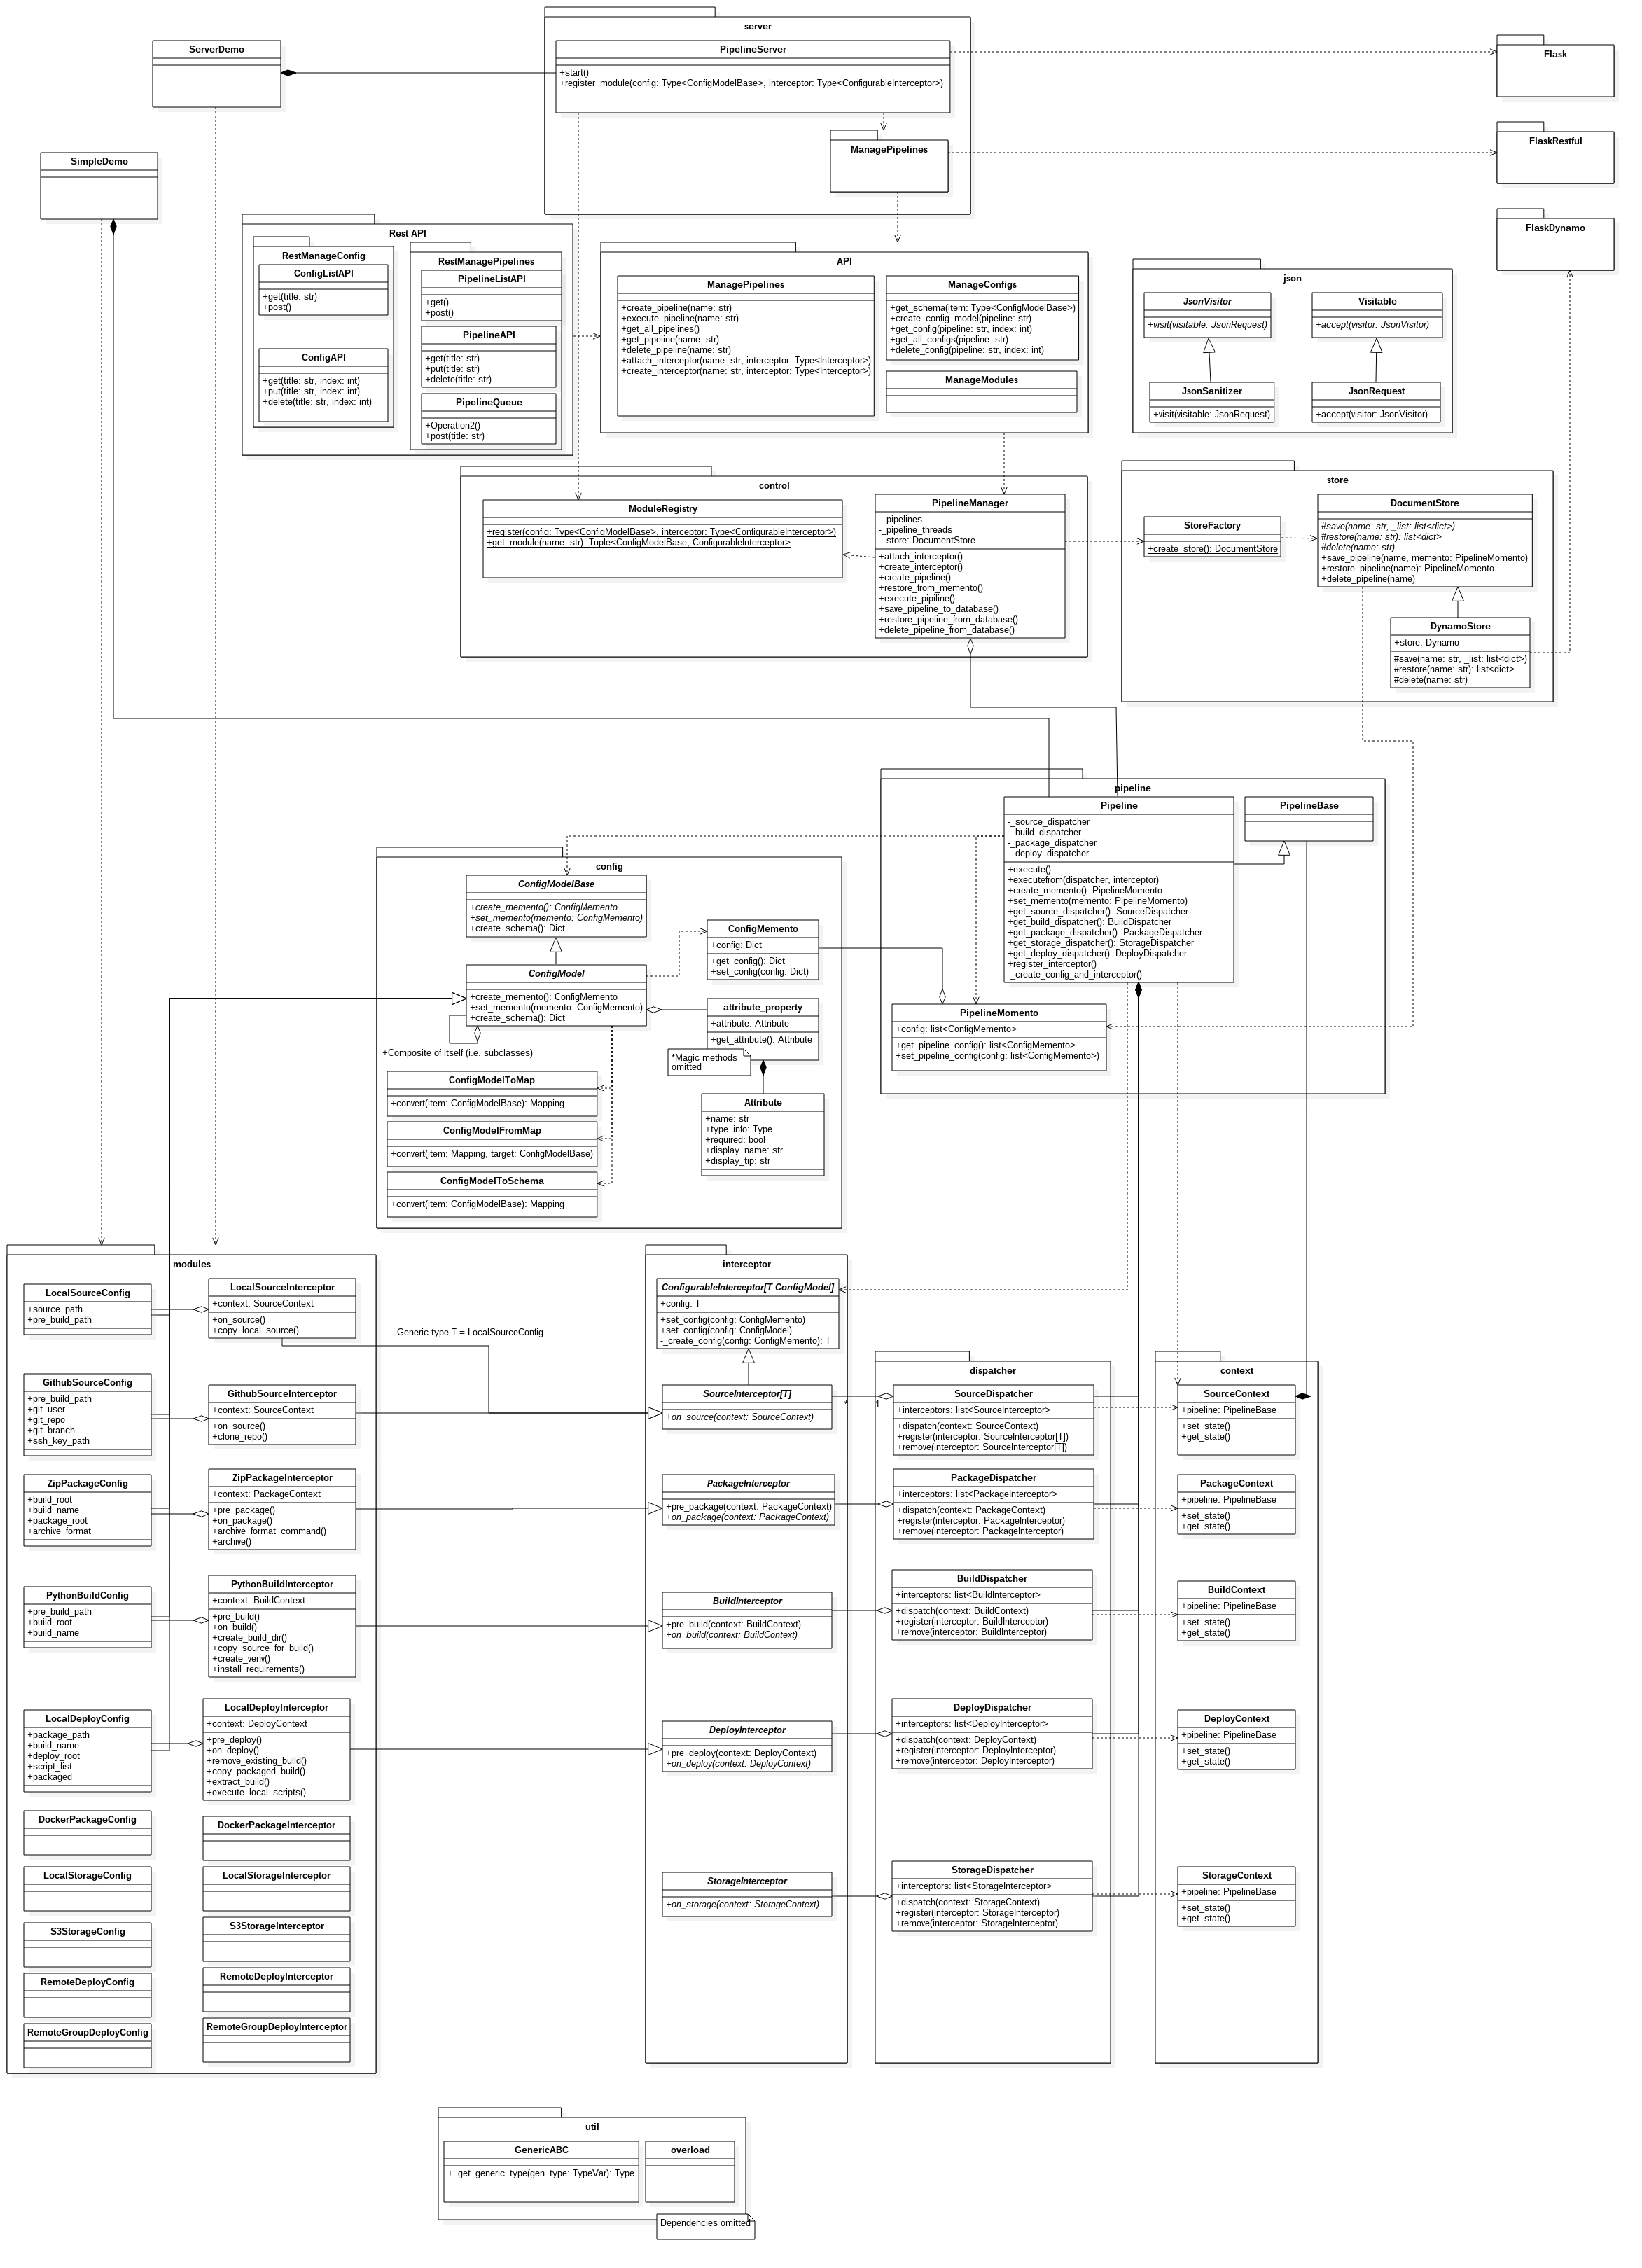 server
ServerDemo
PipelineServer
+start()
+register_module(config: Type<ConfigModelBase>, interceptor: Type<ConfigurableInterceptor>)
ManagePipelines
Flask
FlaskRestful
FlaskDynamo
SimpleDemo
Rest API
RestManageConfig
ConfigListAPI
+get(title: str)
+post()
ConfigAPI
+get(title: str, index: int)
+put(title: str, index: int)
+delete(title: str, index: int)
RestManagePipelines
PipelineListAPI
+get()
+post()
PipelineAPI
+get(title: str)
+put(title: str)
+delete(title: str)
PipelineQueue
+Operation2()
+post(title: str)
API
ManagePipelines
+create_pipeline(name: str)
+execute_pipeline(name: str)
+get_all_pipelines()
+get_pipeline(name: str)
+delete_pipeline(name: str)
+attach_interceptor(name: str, interceptor: Type<Interceptor>)
+create_interceptor(name: str, interceptor: Type<Interceptor>)
ManageConfigs
+get_schema(item: Type<ConfigModelBase>)
+create_config_model(pipeline: str)
+get_config(pipeline: str, index: int)
+get_all_configs(pipeline: str)
+delete_config(pipeline: str, index: int)
ManageModules
json
JsonVisitor
+visit(visitable: JsonRequest)
Visitable
+accept(visitor: JsonVisitor)
JsonSanitizer
+visit(visitable: JsonRequest)
JsonRequest
+accept(visitor: JsonVisitor)
control
ModuleRegistry
+register(config: Type<ConfigModelBase>, interceptor: Type<ConfigurableInterceptor>)
+get_module(name: str): Tuple<ConfigModelBase; ConfigurableInterceptor>
PipelineManager
-_pipelines
-_pipeline_threads
-_store: DocumentStore
+attach_interceptor()
+create_interceptor()
+create_pipeline()
+restore_from_memento()
+execute_pipiline()
+save_pipeline_to_database()
+restore_pipeline_from_database()
+delete_pipeline_from_database()
store
StoreFactory
+create_store(): DocumentStore
DocumentStore
#save(name: str, _list: list<dict>)
#restore(name: str): list<dict>
#delete(name: str)
+save_pipeline(name, memento: PipelineMomento)
+restore_pipeline(name): PipelineMemento
+delete_pipeline(name)
DynamoStore
+store: Dynamo
#save(name: str, _list: list<dict>)
#restore(name: str): list<dict>
#delete(name: str)
pipeline
Pipeline
-_source_dispatcher
-_build_dispatcher
-_package_dispatcher
-_deploy_dispatcher
+execute()
+executefrom(dispatcher, interceptor)
+create_memento(): PipelineMomento
+set_memento(memento: PipelineMomento)
+get_source_dispatcher(): SourceDispatcher
+get_build_dispatcher(): BuildDispatcher
+get_package_dispatcher(): PackageDispatcher
+get_storage_dispatcher(): StorageDispatcher
+get_deploy_dispatcher(): DeployDispatcher
+register_interceptor()
-_create_config_and_interceptor()
PipelineBase
PipelineMomento
+config: list<ConfigMemento>
+get_pipeline_config(): list<ConfigMemento>
+set_pipeline_config(config: list<ConfigMemento>)
config
ConfigModelBase
+create_memento(): ConfigMemento
+set_memento(memento: ConfigMemento)
+create_schema(): Dict
ConfigModel
+create_memento(): ConfigMemento
+set_memento(memento: ConfigMemento)
+create_schema(): Dict
+Composite of itself (i.e. subclasses)
ConfigMemento
+config: Dict
+get_config(): Dict
+set_config(config: Dict)
attribute_property
+attribute: Attribute
+get_attribute(): Attribute
*Magic methods
omitted
Attribute
+name: str
+type_info: Type
+required: bool
+display_name: str
+display_tip: str
ConfigModelToMap
+convert(item: ConfigModelBase): Mapping
ConfigModelFromMap
+convert(item: Mapping, target: ConfigModelBase)
ConfigModelToSchema
+convert(item: ConfigModelBase): Mapping
modules
LocalSourceConfig
+source_path
+pre_build_path
LocalSourceInterceptor
+context: SourceContext
+on_source()
+copy_local_source()
Generic type T = LocalSourceConfig
GithubSourceConfig
+pre_build_path
+git_user
+git_repo
+git_branch
+ssh_key_path
GithubSourceInterceptor
+context: SourceContext
+on_source()
+clone_repo()
ZipPackageConfig
+build_root
+build_name
+package_root
+archive_format
ZipPackageInterceptor
+context: PackageContext
+pre_package()
+on_package()
+archive_format_command()
+archive()
PythonBuildConfig
+pre_build_path
+build_root
+build_name
PythonBuildInterceptor
+context: BuildContext
+pre_build()
+on_build()
+create_build_dir()
+copy_source_for_build()
+create_venv()
+install_requirements()
LocalDeployConfig
+package_path
+build_name
+deploy_root
+script_list
+packaged
LocalDeployInterceptor
+context: DeployContext
+pre_deploy()
+on_deploy()
+remove_existing_build()
+copy_packaged_build()
+extract_build()
+execute_local_scripts()
DockerPackageConfig
DockerPackageInterceptor
LocalStorageConfig
LocalStorageInterceptor
S3StorageConfig
S3StorageInterceptor
RemoteDeployConfig
RemoteDeployInterceptor
RemoteGroupDeployConfig
RemoteGroupDeployInterceptor
interceptor
ConfigurableInterceptor[T ConfigModel]
+config: T
+set_config(config: ConfigMemento)
+set_config(config: ConfigModel)
-_create_config(config: ConfigMemento): T
SourceInterceptor[T]
+on_source(context: SourceContext)
*
1
PackageInterceptor
+pre_package(context: PackageContext)
+on_package(context: PackageContext)
BuildInterceptor
+pre_build(context: BuildContext)
+on_build(context: BuildContext)
DeployInterceptor
+pre_deploy(context: DeployContext)
+on_deploy(context: DeployContext)
StorageInterceptor
+on_storage(context: StorageContext)
dispatcher
SourceDispatcher
+interceptors: list<SourceInterceptor>
+dispatch(context: SourceContext)
+register(interceptor: SourceInterceptor[T])
+remove(interceptor: SourceInterceptor[T])
PackageDispatcher
+interceptors: list<PackageInterceptor>
+dispatch(context: PackageContext)
+register(interceptor: PackageInterceptor)
+remove(interceptor: PackageInterceptor)
BuildDispatcher
+interceptors: list<BuildInterceptor>
+dispatch(context: BuildContext)
+register(interceptor: BuildInterceptor)
+remove(interceptor: BuildInterceptor)
DeployDispatcher
+interceptors: list<DeployInterceptor>
+dispatch(context: DeployContext)
+register(interceptor: DeployInterceptor)
+remove(interceptor: DeployInterceptor)
StorageDispatcher
+interceptors: list<StorageInterceptor>
+dispatch(context: StorageContext)
+register(interceptor: StorageInterceptor)
+remove(interceptor: StorageInterceptor)
context
SourceContext
+pipeline: PipelineBase
+set_state()
+get_state()
PackageContext
+pipeline: PipelineBase
+set_state()
+get_state()
BuildContext
+pipeline: PipelineBase
+set_state()
+get_state()
DeployContext
+pipeline: PipelineBase
+set_state()
+get_state()
StorageContext
+pipeline: PipelineBase
+set_state()
+get_state()
util
GenericABC
+_get_generic_type(gen_type: TypeVar): Type
overload
Dependencies omitted